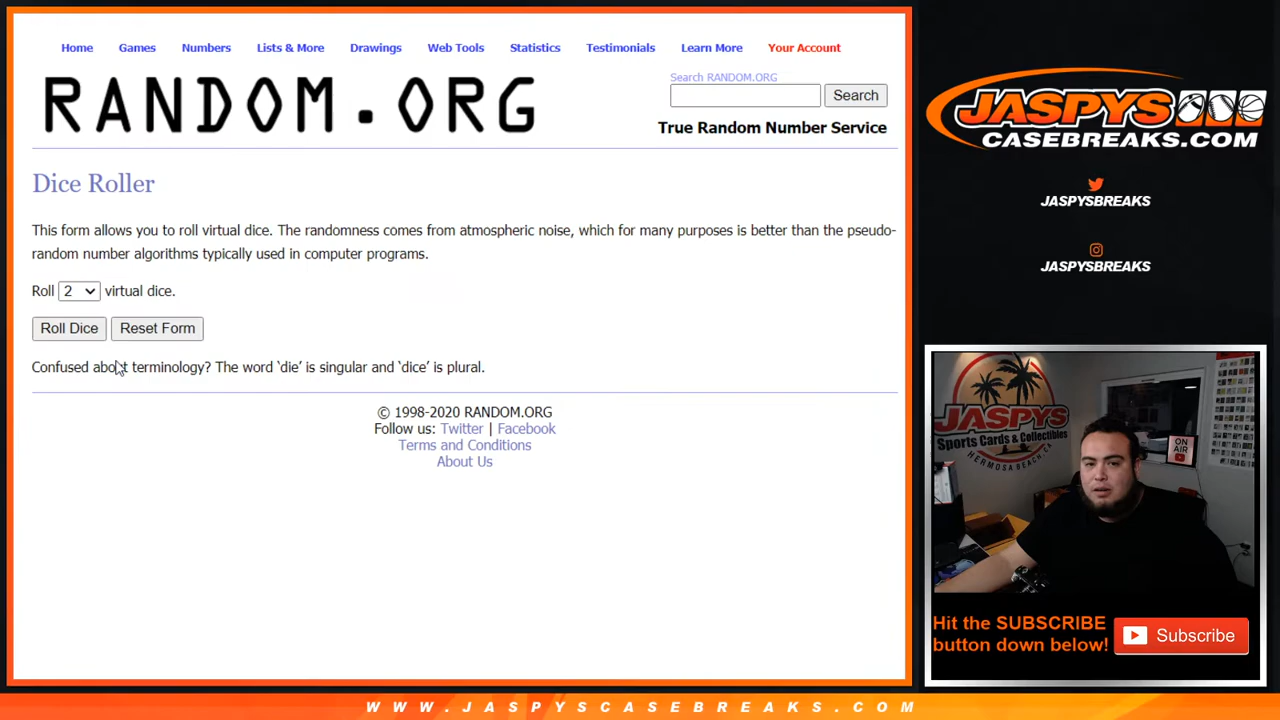 Home Games Numbers Lists & More Drawings Web Tools Statistics Testimonials Learn More Your Account
RANDOM.ORG
Search RANDOM.ORG
Search
True Random Number Service
Dice Roller
This form allows you to roll virtual dice. The randomness comes from atmospheric noise, which for many purposes is better than the pseudo-
random number algorithms typically used in computer programs.
Roll 2 virtual dice.
Roll Dice Reset Form
Confused about terminology? The word ‘die’ is singular and ‘dice’ is plural.
© 1998-2020 RANDOM.ORG
Follow us: Twitter | Facebook
Terms and Conditions
About Us
JASPYS
CASEBREAKS.COM
JASPYSBREAKS
JASPYSBREAKS
JASPYS
Sports Cards & Collectibles
HERMOSA BEACH, CA
ON
AIR
Hit the SUBSCRIBE
button down below!
Subscribe
WWW.JASPYSCASEBREAKS.COM